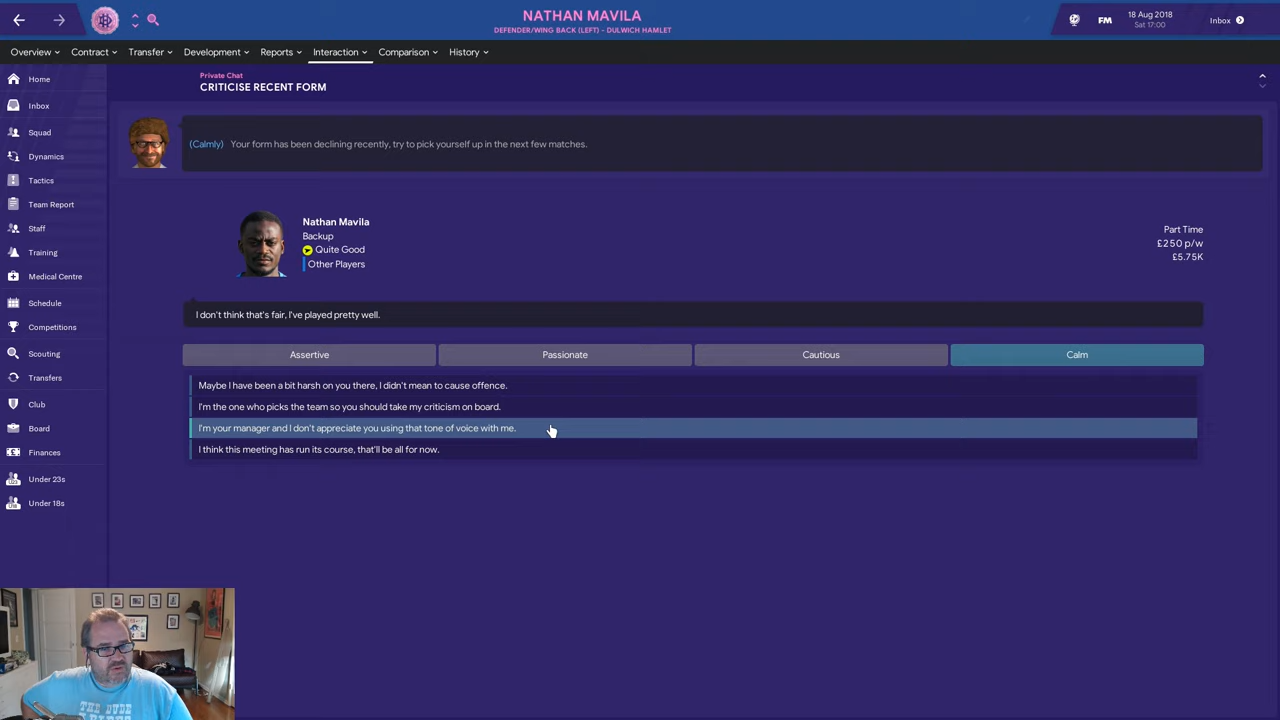 NATHAN MAVILA
DEFENDER/WING BACK (LEFT) - DULWICH HAMLET
FM
18 Aug 2018
Sat 17:00
Inbox
Overview
Contract
Transfer
Development
Reports
Interaction
Comparison
History
Home
Inbox
Squad
Dynamics
Tactics
Team Report
Staff
Training
Medical Centre
Schedule
Competitions
Scouting
Transfers
Club
Board
Finances
Under 23s
Under 18s
Private Chat
CRITICISE RECENT FORM
(Calmly) Your form has been declining recently, try to pick yourself up in the next few matches.
Nathan Mavila
Backup
Quite Good
Other Players
Part Time
£250 p/w
£5.75K
I don't think that's fair, I've played pretty well.
Assertive
Passionate
Cautious
Calm
Maybe I have been a bit harsh on you there, I didn't mean to cause offence.
I'm the one who picks the team so you should take my criticism on board.
I'm your manager and I don't appreciate you using that tone of voice with me.
I think this meeting has run its course, that'll be all for now.
THE DUDE